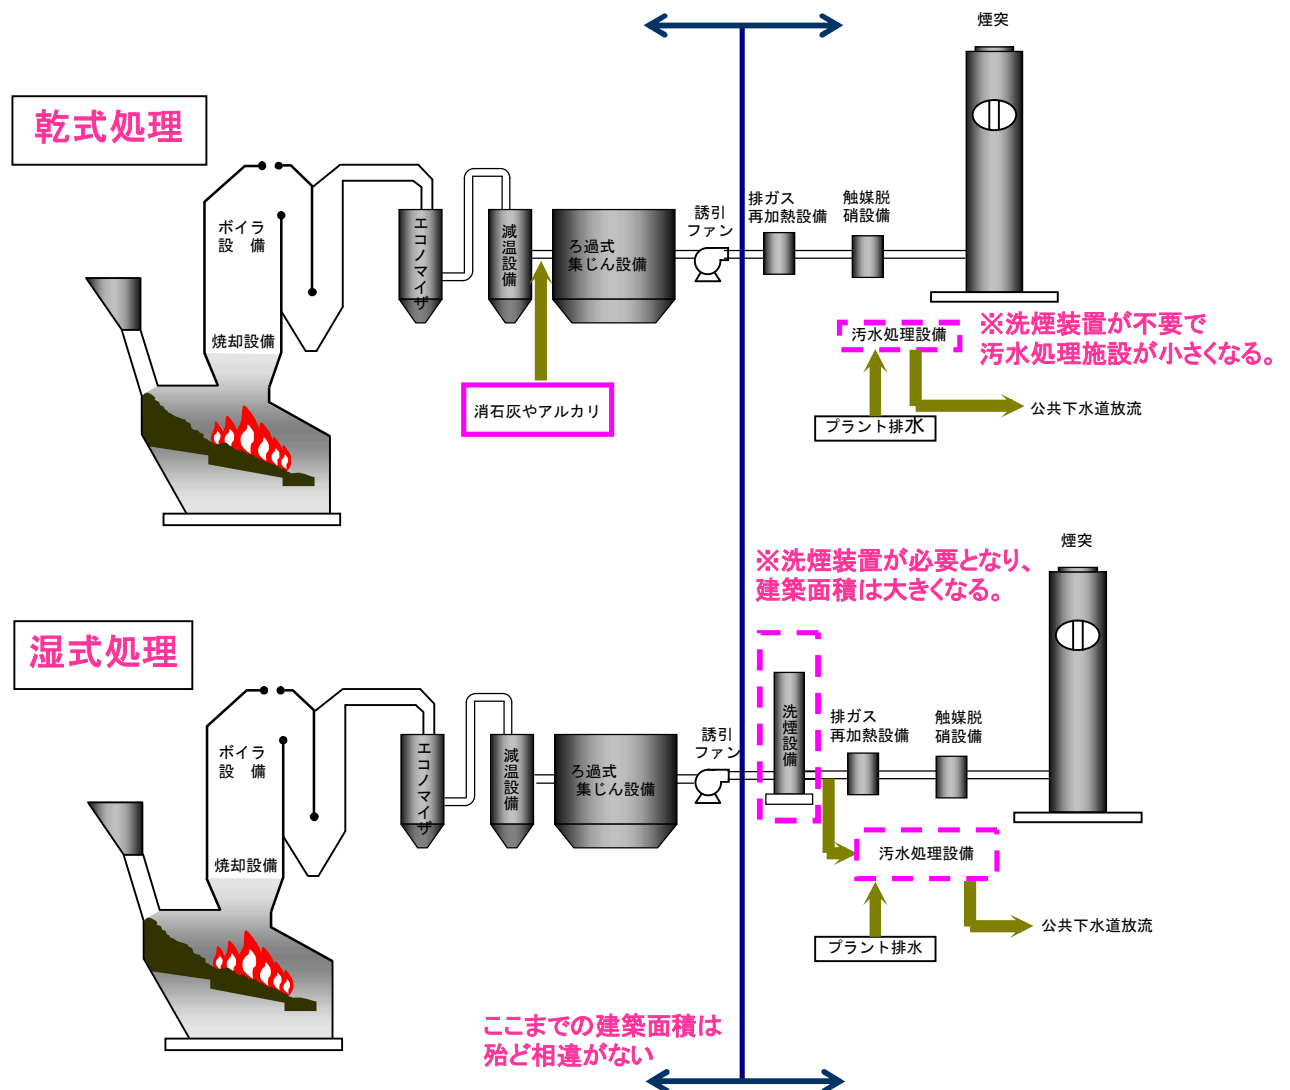 煙突
乾式処理
ボイラ
設　備
エコノマイザ
減温設備
ろ過式
集じん設備
誘引
ファン
排ガス
再加熱設備
触媒脱
硝設備
焼却設備
消石灰やアルカリ
汚水処理設備
※洗煙装置が不要で
汚水処理施設が小さくなる。
公共下水道放流
プラント排水
煙突
※洗煙装置が必要となり、
建築面積は大きくなる。
湿式処理
ボイラ
設　備
エコノマイザ
減温設備
ろ過式
集じん設備
誘引
ファン
洗煙設備
排ガス
再加熱設備
触媒脱
硝設備
焼却設備
汚水処理設備
公共下水道放流
プラント排水
ここまでの建築面積は
殆ど相違がない